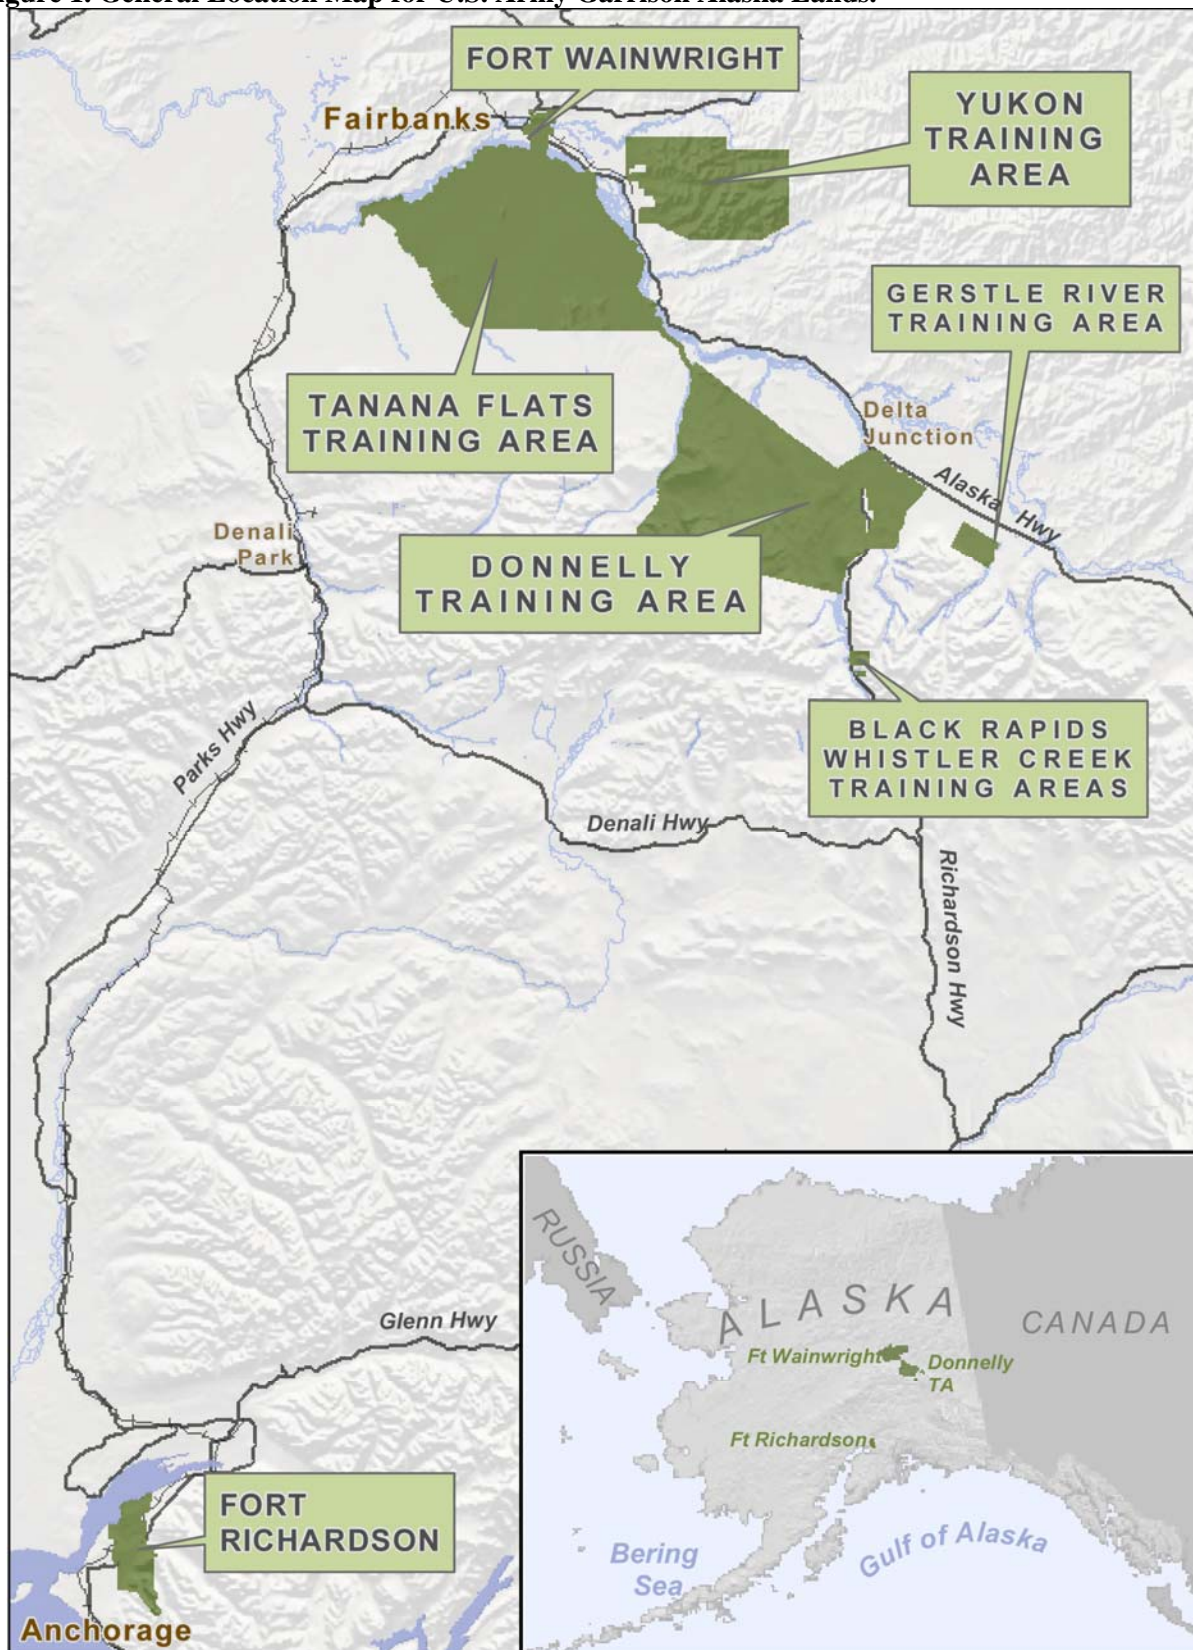 Figure 1. General Location Map for U.S. Army Garrison Alaska Lands.
FORT WAINWRIGHT
Fairbanks
YUKON
TRAINING
AREA
GERSTLE RIVER
TRAINING AREA
TANANA FLATS
TRAINING AREA
Delta
Junction
Alaska Hwy
Denali
Park
DONNELLY
TRAINING AREA
Parks Hwy
BLACK RAPIDS
WHISTLER CREEK
TRAINING AREAS
Denali Hwy
Richardson Hwy
Glenn Hwy
FORT
RICHARDSON
Anchorage
RUSSIA
ALASKA
CANADA
Ft Wainwright
Donnelly
TA
Ft Richardson
Bering
Sea
Gulf of Alaska